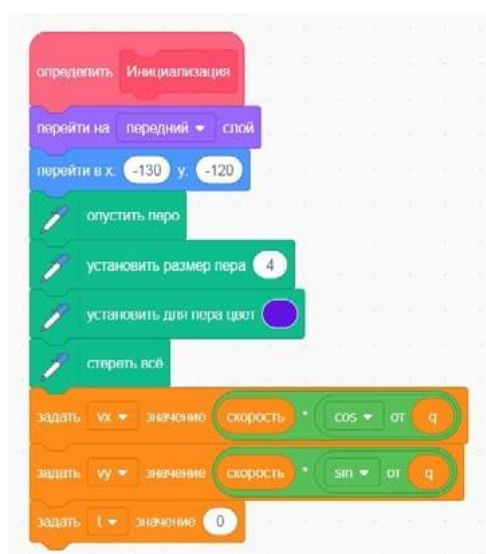 определить Инициализация
перейти на передний слой
перейти в x: -130 y: -120
опустить перо
установить размер пера 4
установить для пера цвет
стереть всё
задать vx значение скорость * cos от q
задать vy значение скорость * sin от q
задать t значение 0